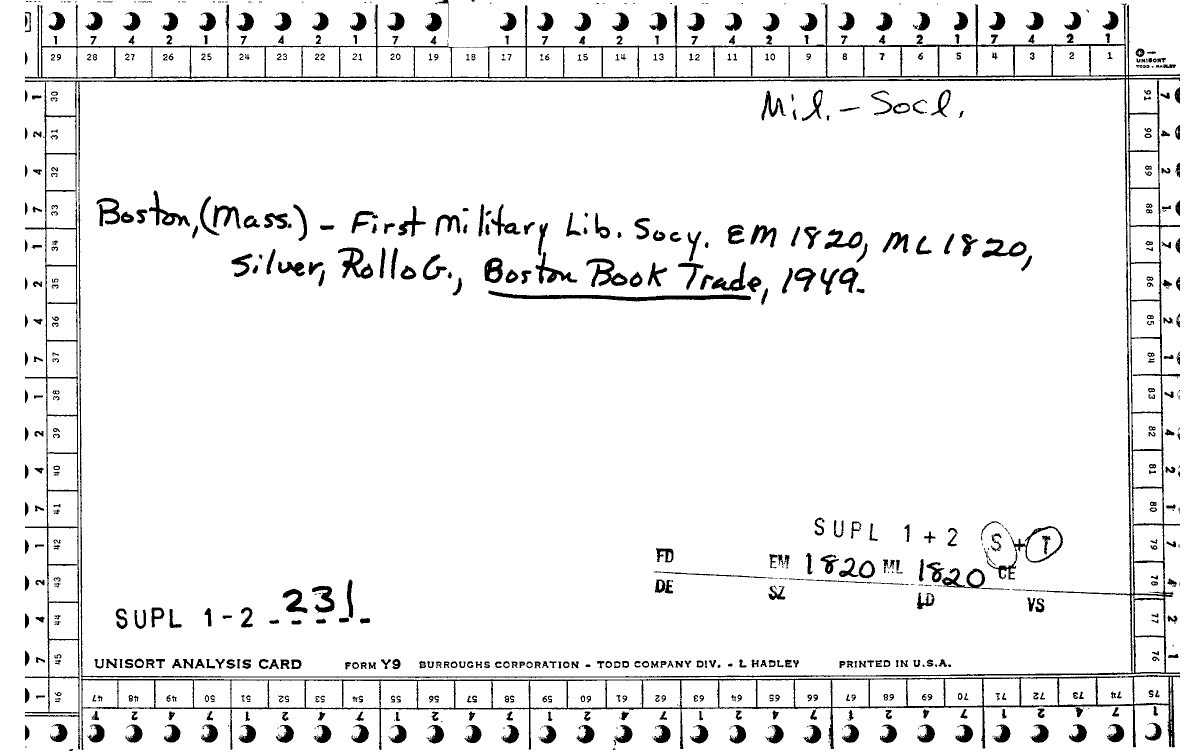 1 7 4 2 1 7 4 2 1 7 4 1 7 4 2 1 7 4 2 1 7 4 2 1 7 4 2 1
29 28 27 26 25 24 23 22 21 20 19 18 17 16 15 14 13 12 11 10 9 8 7 6 5 4 3 2 1
UNISORT
TODD - HADLEY
Mil. - Socl.
Boston, (Mass.) - First Military Lib. Socy. EM 1820, ML 1820,
Silver, Rollo G., Boston Book Trade, 1949.
SUPL 1 + 2 S + T
FD EM 1820 ML 1820 CE
DE SZ LD VS
SUPL 1-2 231
UNISORT ANALYSIS CARD FORM Y9 BURROUGHS CORPORATION - TODD COMPANY DIV. - L HADLEY PRINTED IN U.S.A.
30 31 32 33 34 35 36 37 38 39 40 41 42 43 44 45 46
91 90 89 88 87 86 85 84 83 82 81 80 79 78 77 76 75
47 48 49 50 51 52 53 54 55 56 57 58 59 60 61 62 63 64 65 66 67 68 69 70 71 72 73 74